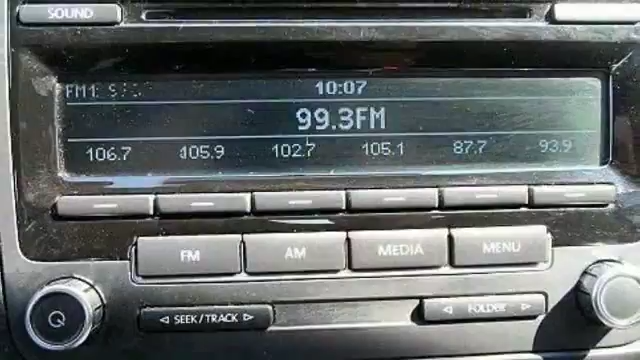 SOUND
FM1 10:07
99.3FM
106.7 105.9 102.7 105.1 87.7 93.9
FM AM MEDIA MENU
SEEK/TRACK FOLDER